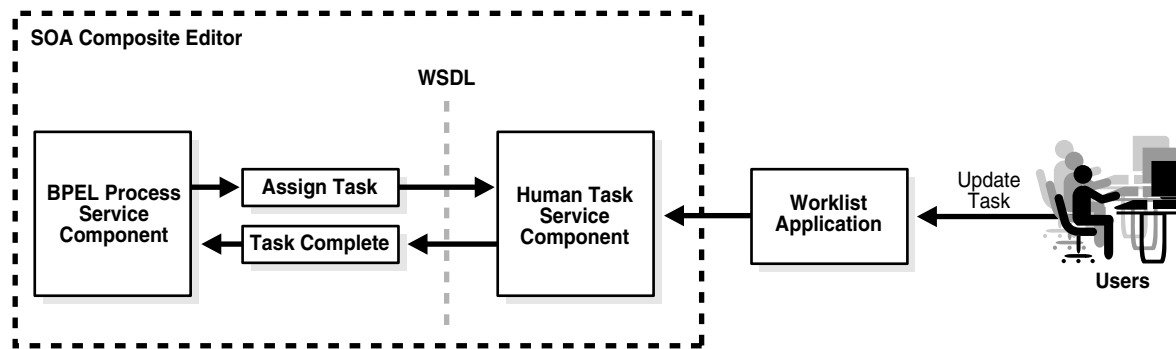 SOA Composite Editor
WSDL
BPEL Process
Service
Component
Assign Task
Task Complete
Human Task
Service
Component
Worklist
Application
Update
Task
Users